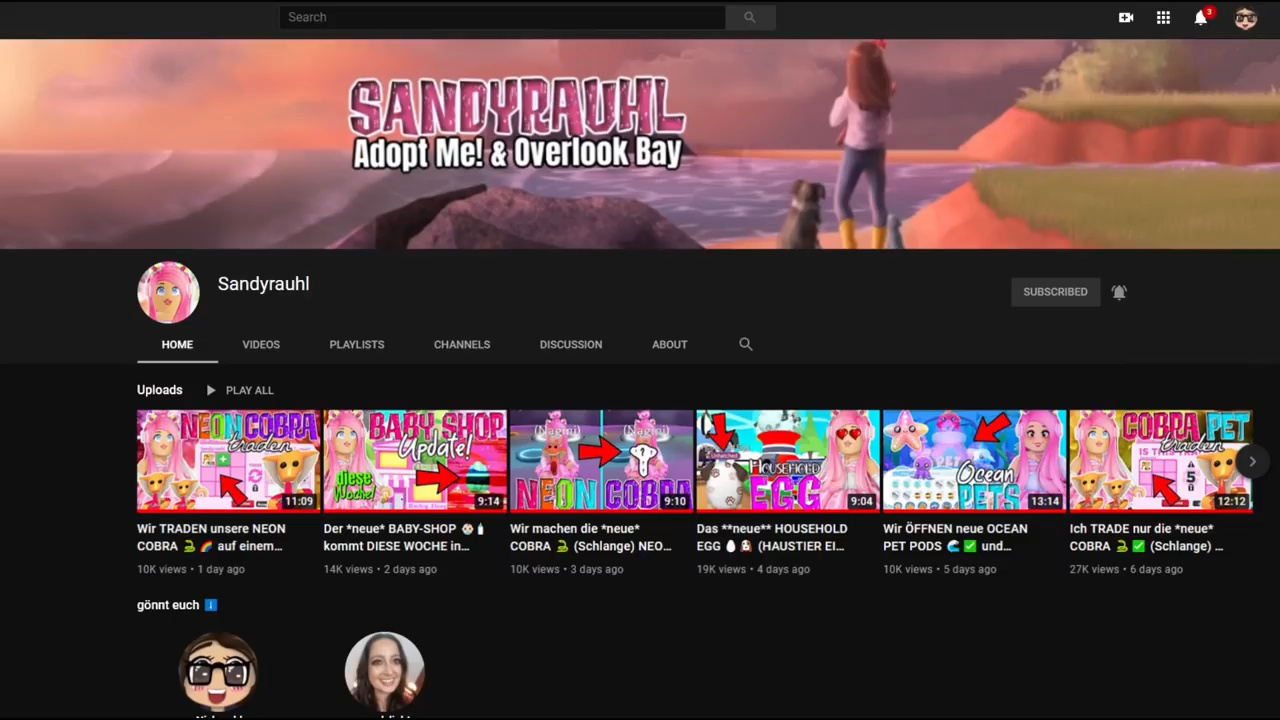 Search
3
SANDYRAUHL
Adopt Me! & Overlook Bay
Sandyrauhl
SUBSCRIBED
HOME VIDEOS PLAYLISTS CHANNELS DISCUSSION ABOUT
Uploads PLAY ALL
NEON COBRA
traden
11:09
BABY SHOP
Update!
diese
Woche!
9:14
(Nagini) (Nagini)
?
NEON COBRA
9:10
HOUSEHOLD
EGG
9:04
Ocean
PETS
13:14
COBRA PET
traden
5
12:12
Wir TRADEN unsere NEON
COBRA 🐍 🌈 auf einem...
10K views • 1 day ago
Der *neue* BABY-SHOP 👶🍼
kommt DIESE WOCHE in...
14K views • 2 days ago
Wir machen die *neue*
COBRA 🐍 (Schlange) NEO...
10K views • 3 days ago
Das **neue** HOUSEHOLD
EGG 🥚 (HAUSTIER EI...
19K views • 4 days ago
Wir ÖFFNEN neue OCEAN
PET PODS 🌊 ✅ und...
10K views • 5 days ago
Ich TRADE nur die *neue*
COBRA 🐍 ✅ (Schlange) ...
27K views • 6 days ago
gönnt euch ⬇️